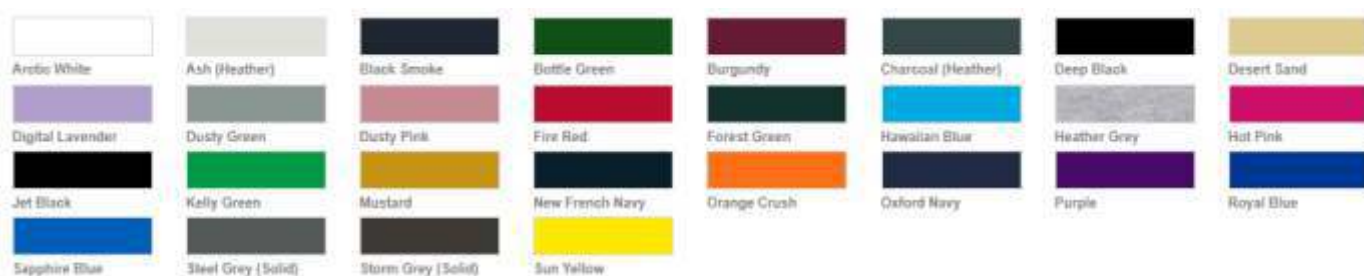 Arctic White Ash (Heather) Black Smoke Bottle Green Burgundy Charcoal (Heather) Deep Black Desert Sand
Digital Lavender Dusty Green Dusty Pink Fire Red Forest Green Hawaiian Blue Heather Grey Hot Pink
Jet Black Kelly Green Mustard New French Navy Orange Crush Oxford Navy Purple Royal Blue
Sapphire Blue Steel Grey (Solid) Storm Grey (Solid) Sun Yellow